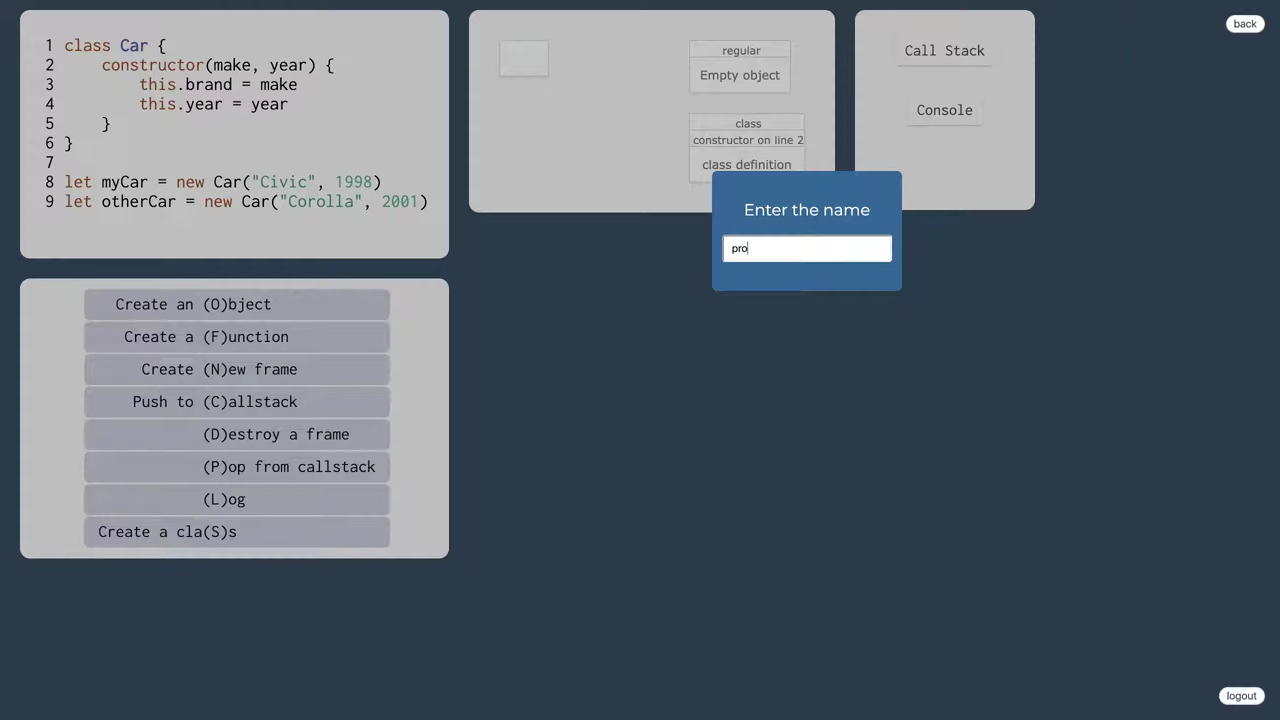 1 class Car {
2     constructor(make, year) {
3         this.brand = make
4         this.year = year
5     }
6 }
7
8 let myCar = new Car("Civic", 1998)
9 let otherCar = new Car("Corolla", 2001)
Create an (O)bject
Create a (F)unction
Create (N)ew frame
Push to (C)allstack
(D)estroy a frame
(P)op from callstack
(L)og
Create a cla(S)s
regular
Empty object
class
constructor on line 2
class definition
Enter the name
pro
Call Stack
Console
back
logout